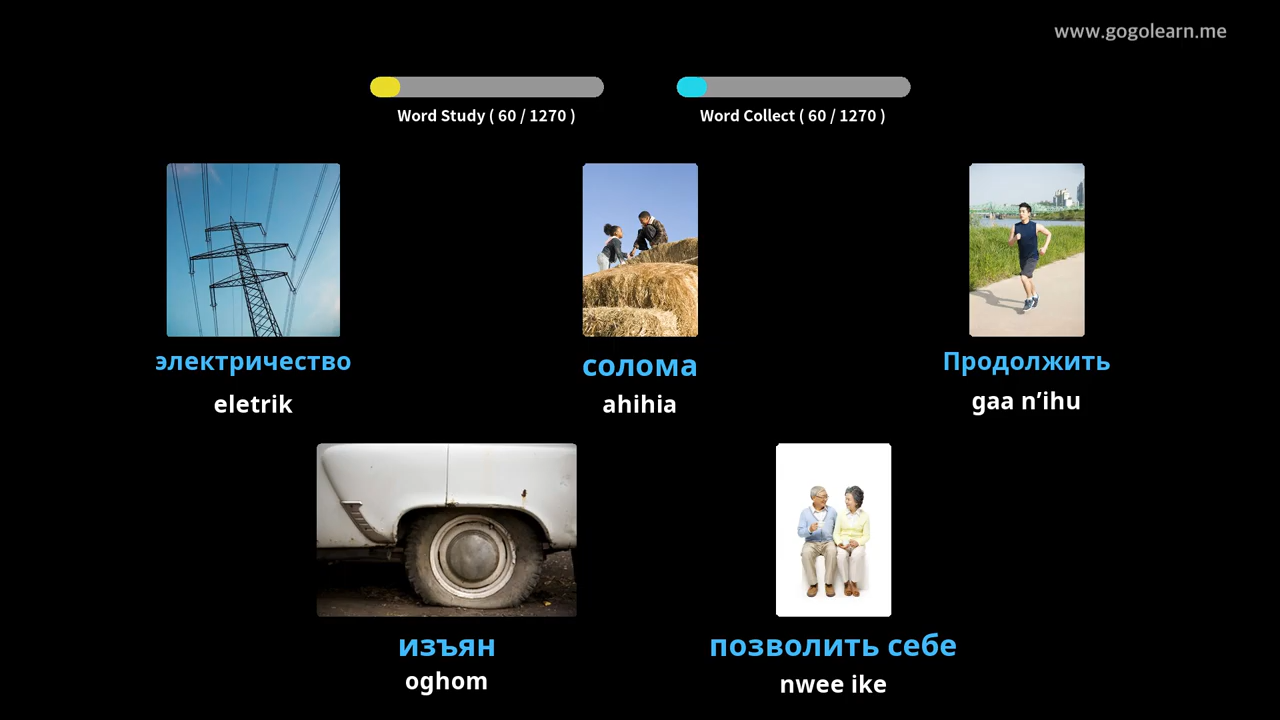 www.gogolearn.me
Word Study ( 60 / 1270 )
Word Collect ( 60 / 1270 )
электричество
eletrik
солома
ahihia
Продолжить
gaa n’ihu
изъян
oghom
позволить себе
nwee ike